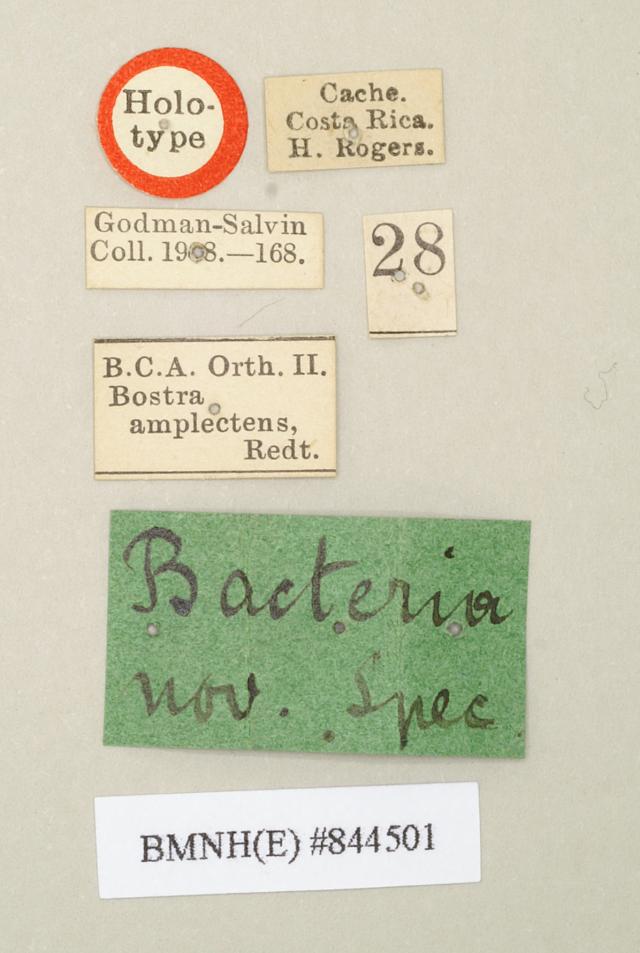 Holo-
type
Cache.
Costa Rica.
H. Rogers.
Godman-Salvin
Coll. 1908.—168.
28
B.C.A. Orth. II.
Bostra
amplectens,
Redt.
Bacteria
nov. Spec.
BMNH(E) #844501